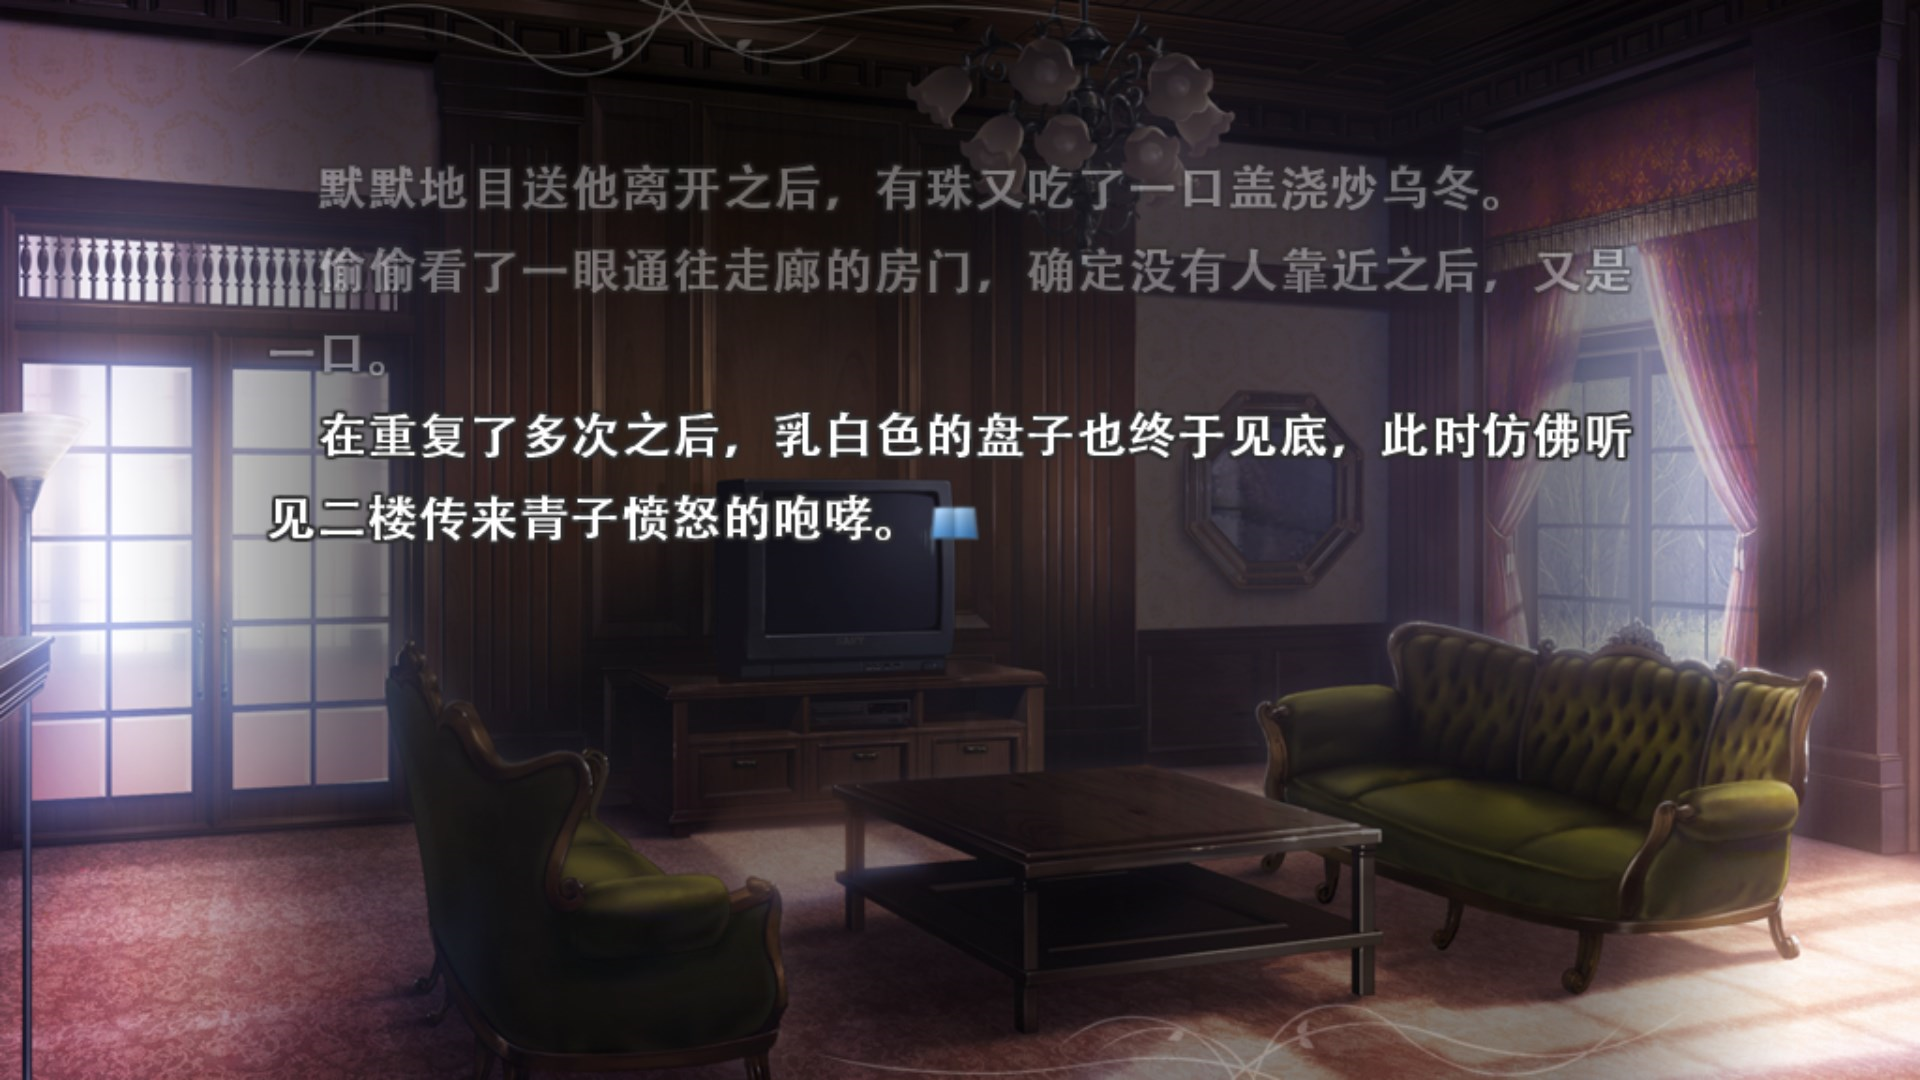 默默地目送他离开之后，有珠又吃了一口盖浇炒乌冬。
偷偷看了一眼通往走廊的房门，确定没有人靠近之后，又是
一口。
在重复了多次之后，乳白色的盘子也终于见底，此时仿佛听
见二楼传来青子愤怒的咆哮。